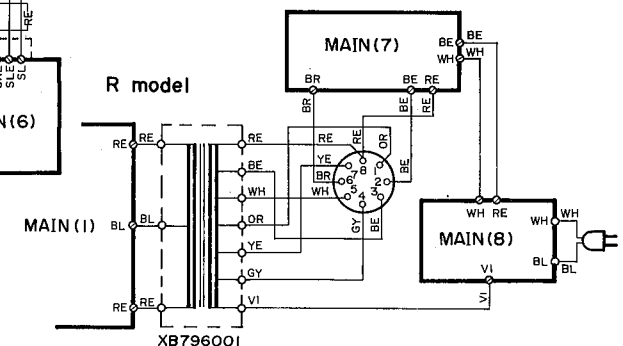 RE
SLE
SL
N(6)
R model
MAIN(7)
BE
BE
WH
WH
BR
BE
RE
BR
BE
RE
RE
RE
RE
RE
RE
OR
BE
YE
8
1
7
BR
6
2
WH
WH
5
3
4
BE
MAIN(1)
BL
BL
OR
GY
BE
YE
GY
RE
RE
VI
XB796001
WH
RE
MAIN(8)
WH
WH
BL
BL
VI
VI